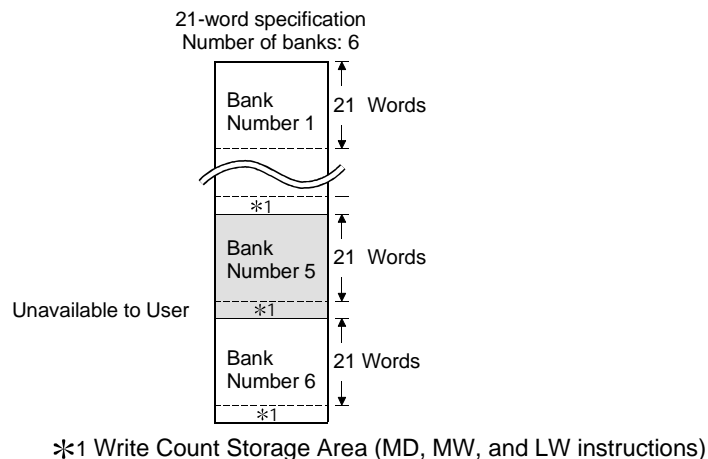 21-word specification
Number of banks: 6
Bank
Number 1
21 Words
*1
Bank
Number 5
21 Words
Unavailable to User
*1
Bank
Number 6
21 Words
*1
*1 Write Count Storage Area (MD, MW, and LW instructions)